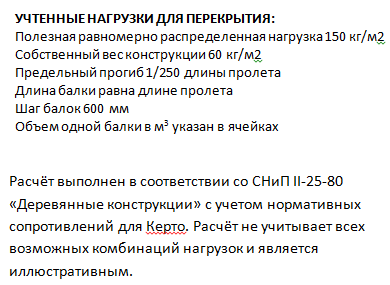 УЧТЕННЫЕ НАГРУЗКИ ДЛЯ ПЕРЕКРЫТИЯ:
Полезная равномерно распределенная нагрузка 150 кг/м2
Собственный вес конструкции 60 кг/м2
Предельный прогиб 1/250 длины пролета
Длина балки равна длине пролета
Шаг балок 600 мм
Объем одной балки в м³ указан в ячейках
Расчёт выполнен в соответствии со СНиП II-25-80
«Деревянные конструкции» с учетом нормативных
сопротивлений для Керто. Расчёт не учитывает всех
возможных комбинаций нагрузок и является
иллюстративным.